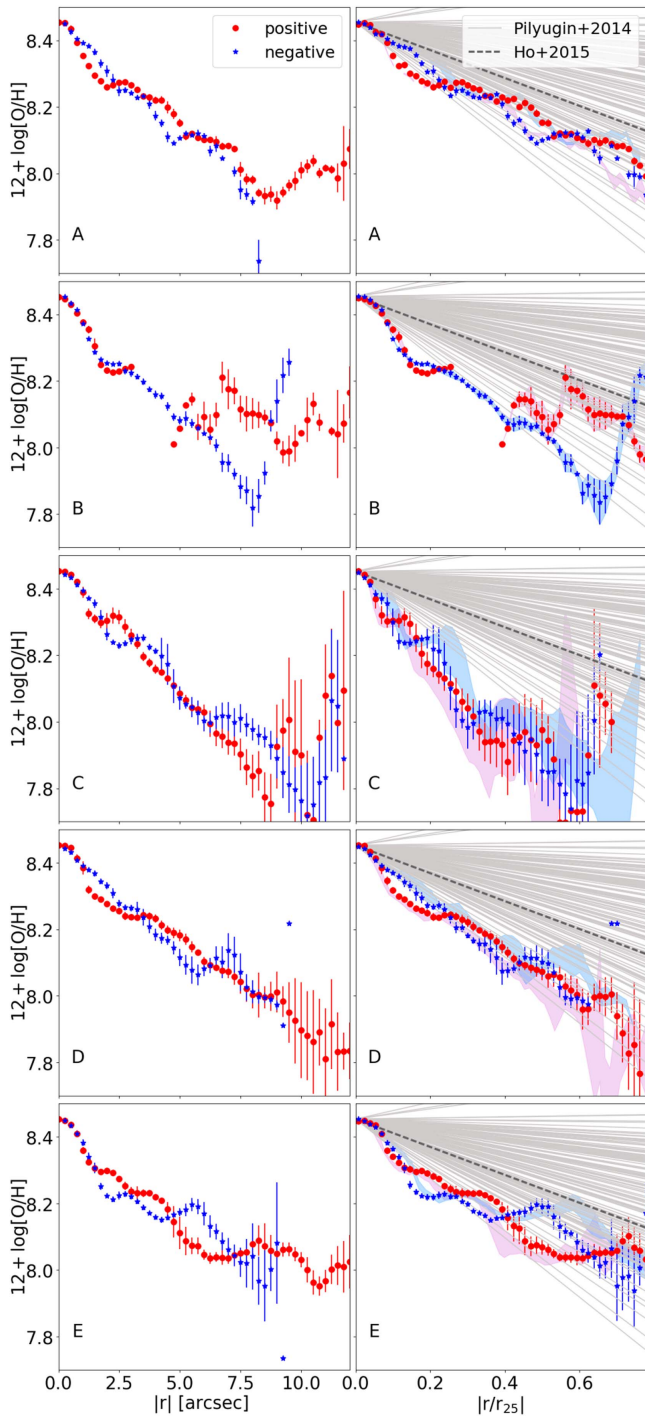 positive
negative
Pilyugin+2014
Ho+2015
12+log[O/H]
8.4
8.2
8.0
7.8
A
A
12+log[O/H]
8.4
8.2
8.0
7.8
B
B
12+log[O/H]
8.4
8.2
8.0
7.8
C
C
12+log[O/H]
8.4
8.2
8.0
7.8
D
D
12+log[O/H]
8.4
8.2
8.0
7.8
E
E
0.0 2.5 5.0 7.5 10.0
0.0 0.2 0.4 0.6
|r| [arcsec]
|r/r25|